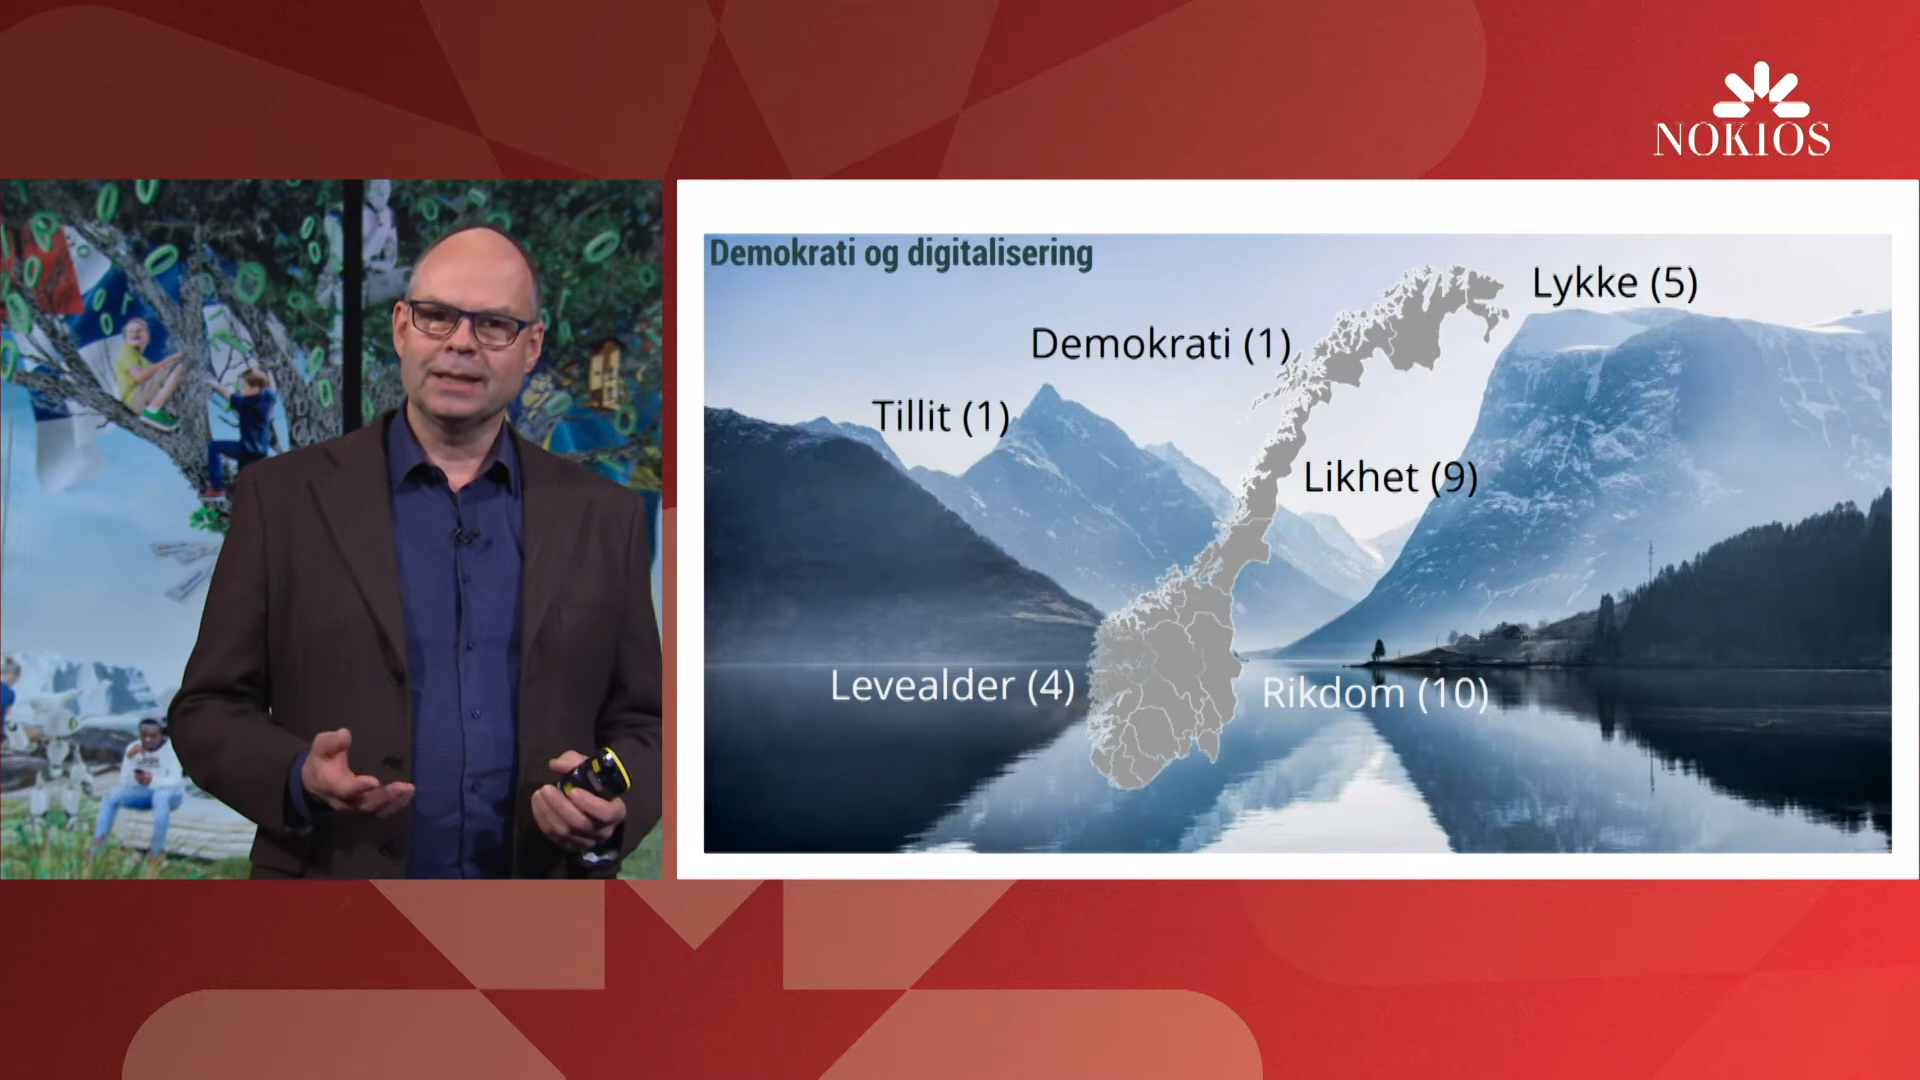 NOKIOS
Demokrati og digitalisering
Lykke (5)
Demokrati (1)
Tillit (1)
Likhet (9)
Levealder (4)
Rikdom (10)